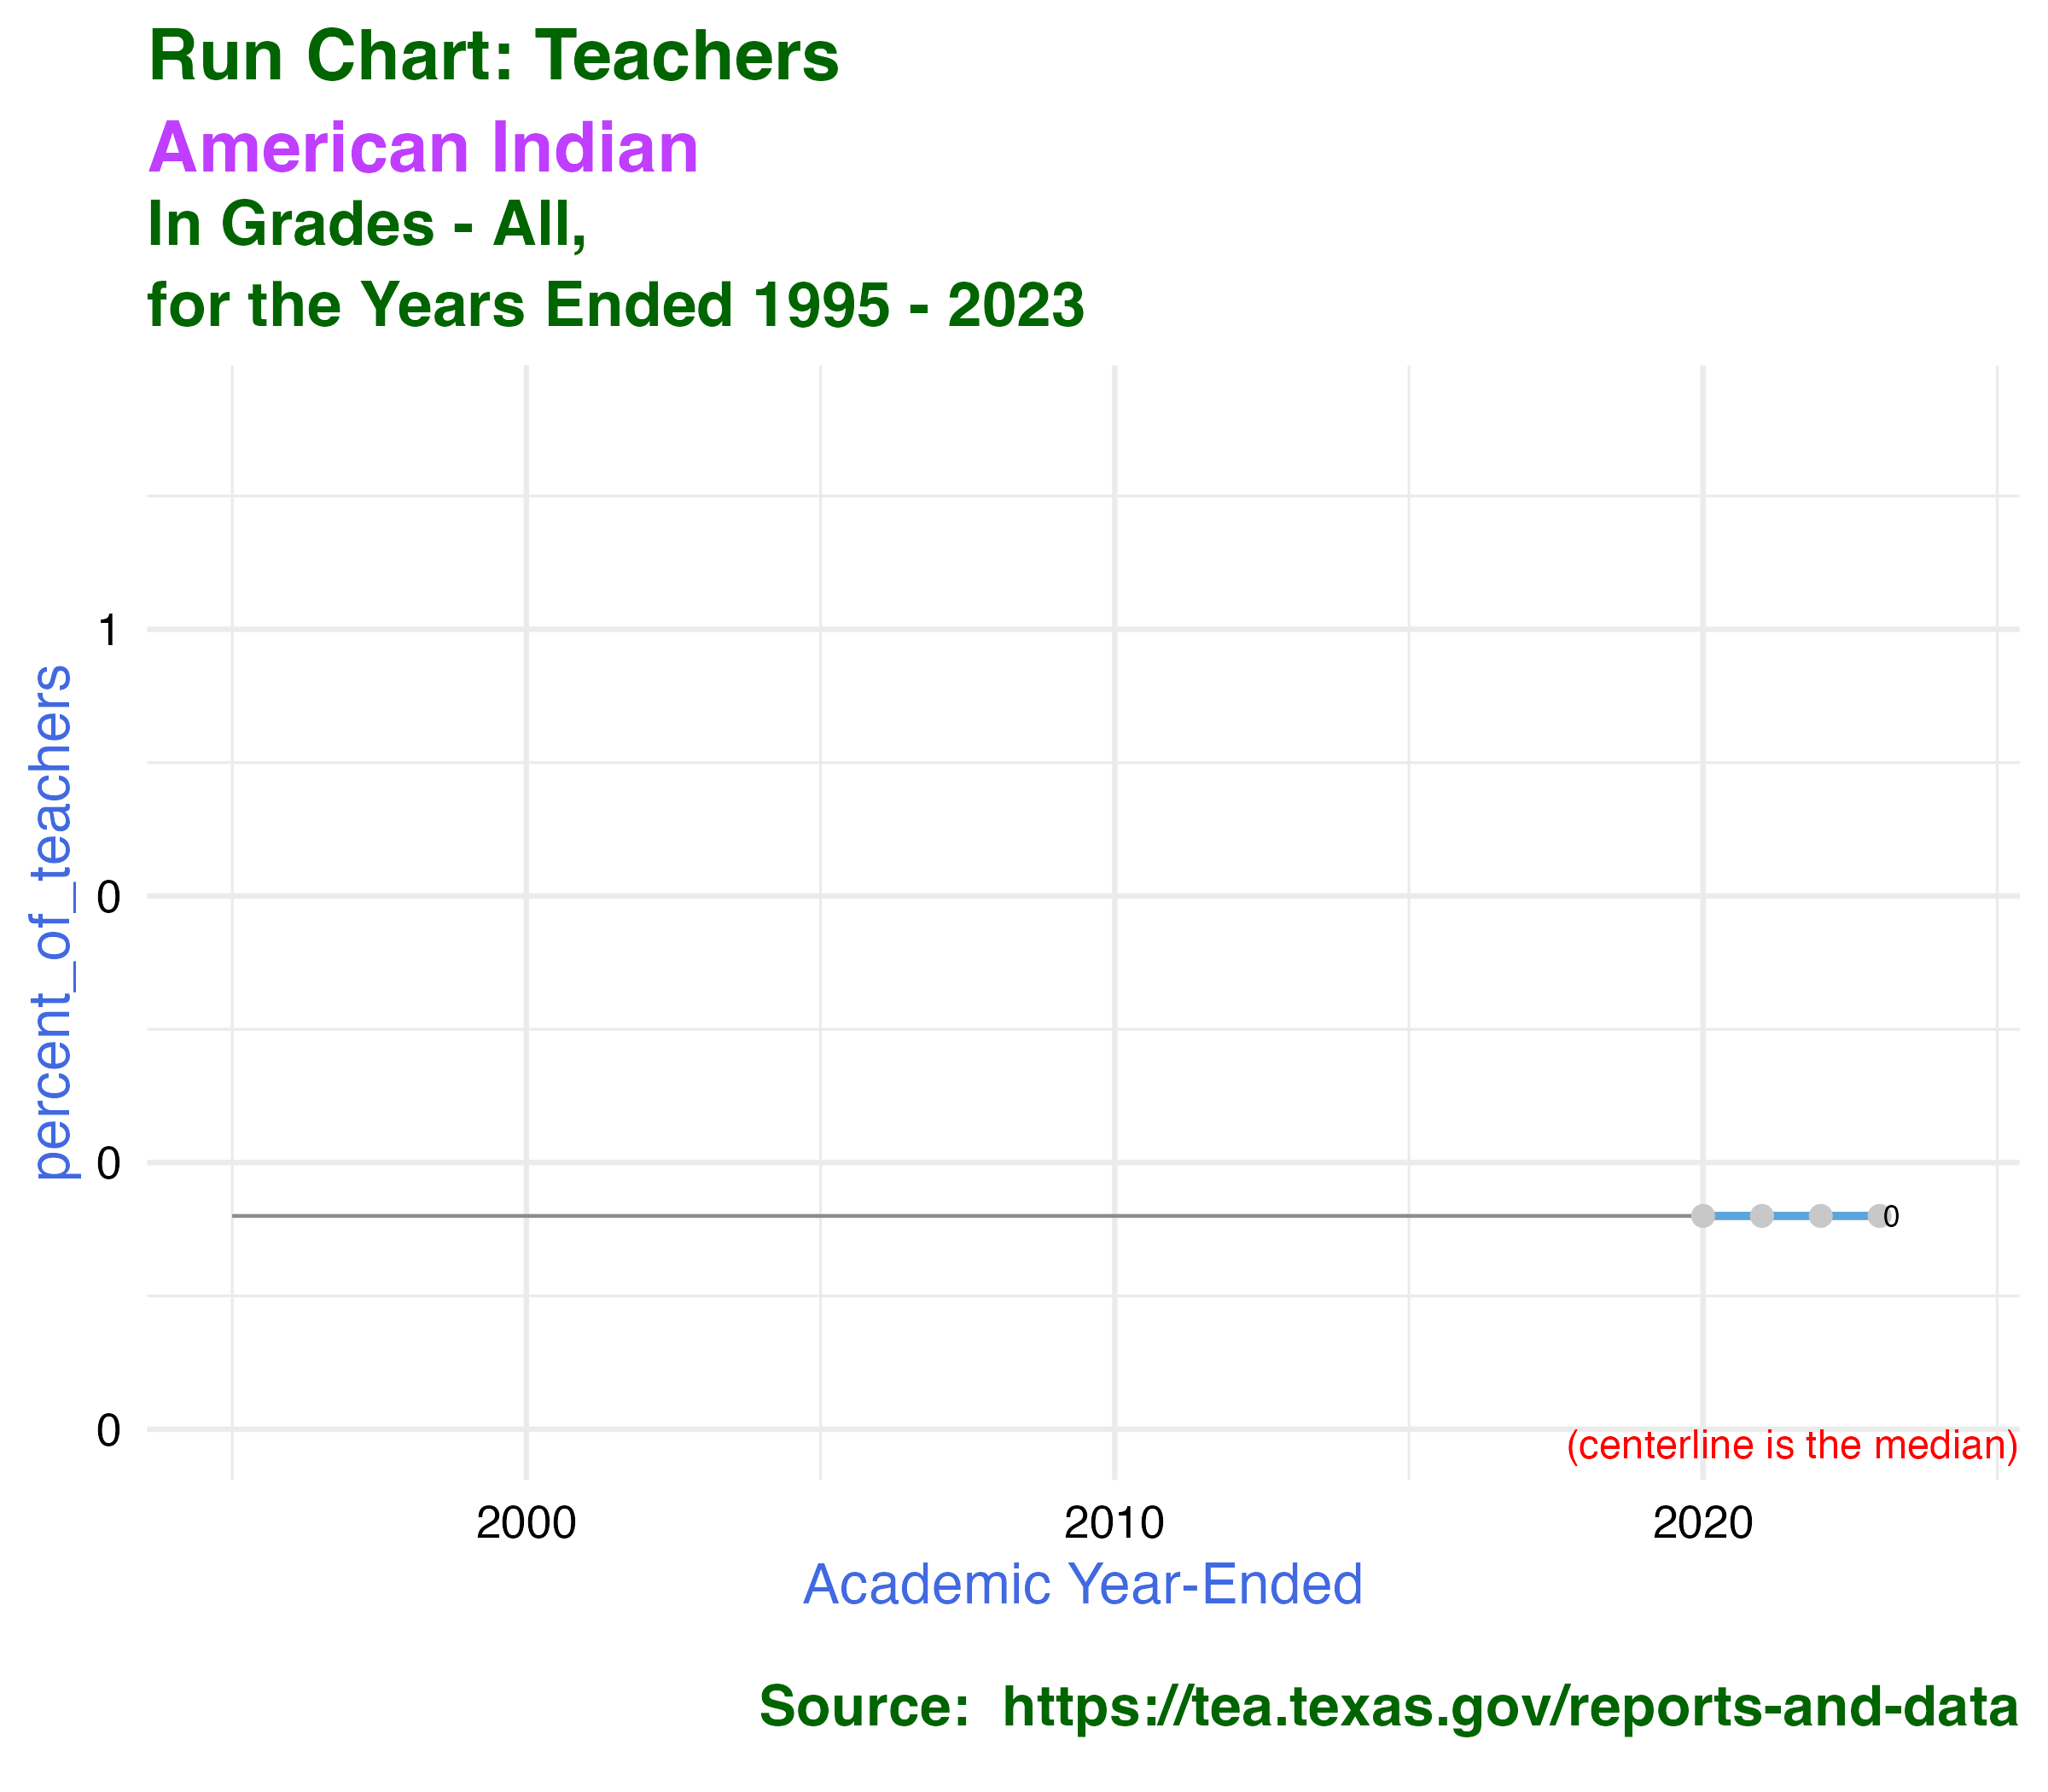 Run Chart: Teachers
American Indian
In Grades - All,
for the Years Ended 1995 - 2023
percent_of_teachers
1
0
0
0
0
(centerline is the median)
2000 2010 2020
Academic Year-Ended
Source:  https://tea.texas.gov/reports-and-data